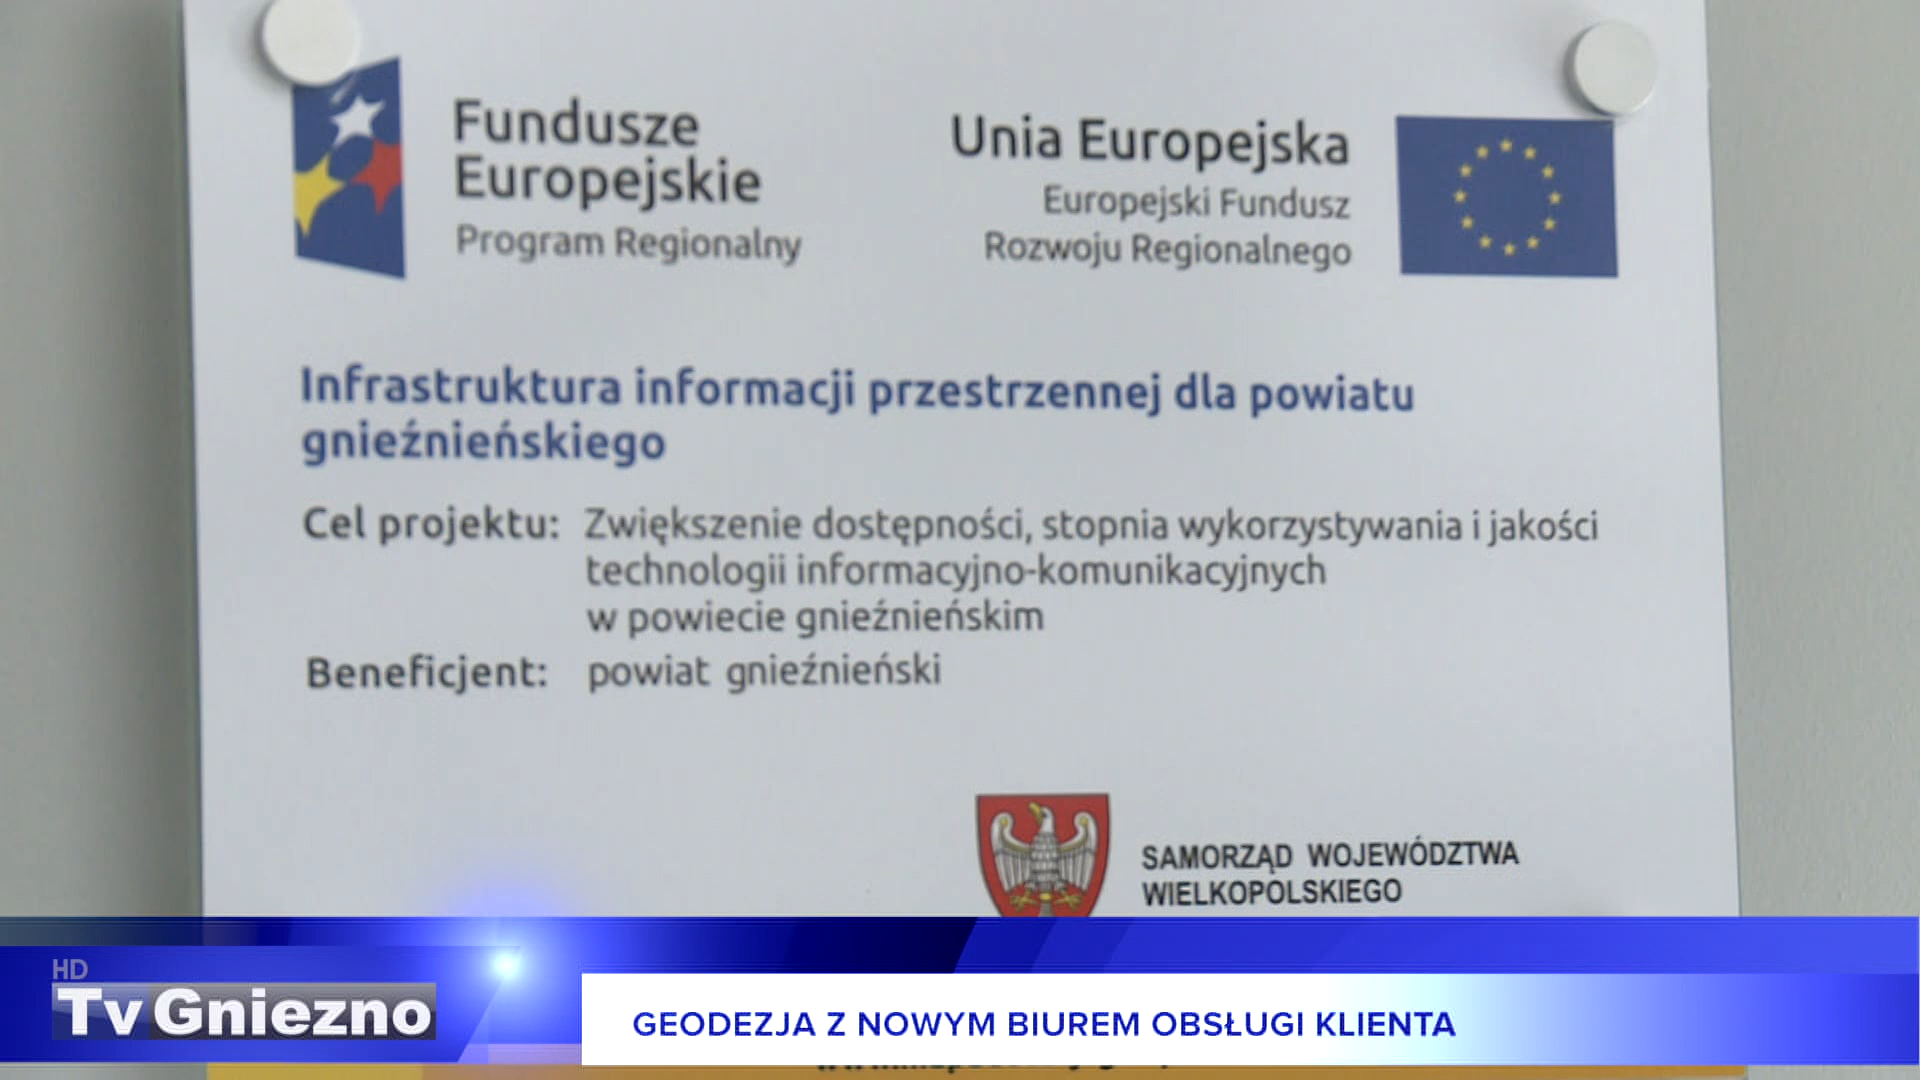 Fundusze
Europejskie
Program Regionalny
Unia Europejska
Europejski Fundusz
Rozwoju Regionalnego
Infrastruktura informacji przestrzennej dla powiatu
gnieźnieńskiego
Cel projektu: Zwiększenie dostępności, stopnia wykorzystywania i jakości
technologii informacyjno-komunikacyjnych
w powiecie gnieźnieńskim
Beneficjent: powiat gnieźnieński
SAMORZĄD WOJEWÓDZTWA
WIELKOPOLSKIEGO
HD
Tv Gniezno
GEODEZJA Z NOWYM BIUREM OBSŁUGI KLIENTA